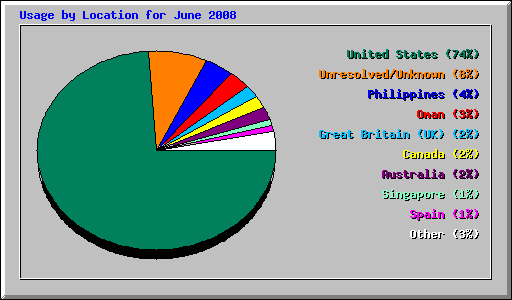 Usage by Location for June 2008
United States (74%)
Unresolved/Unknown (8%)
Philippines (4%)
Oman (3%)
Great Britain (UK) (2%)
Canada (2%)
Australia (2%)
Singapore (1%)
Spain (1%)
Other (3%)